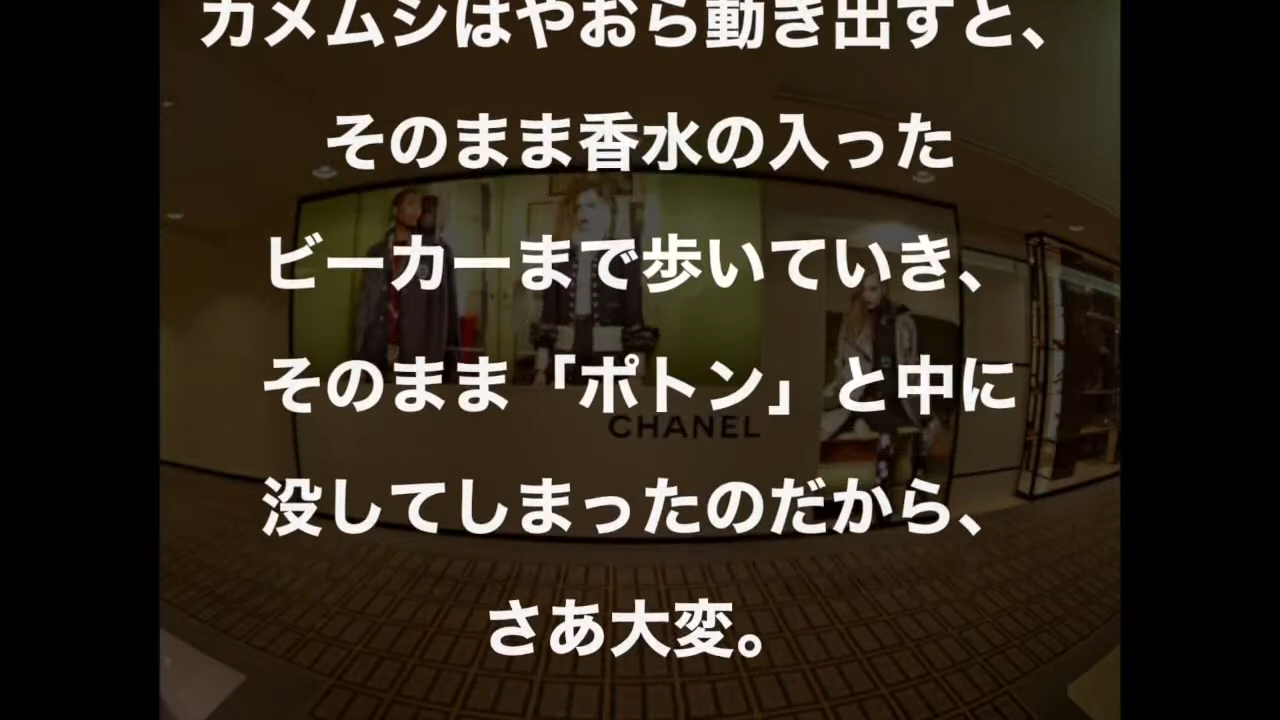 カメムシはやおら動き出すと、
そのまま香水の入った
ビーカーまで歩いていき、
そのまま「ポトン」と中に
CHANEL
没してしまったのだから、
さあ大変。